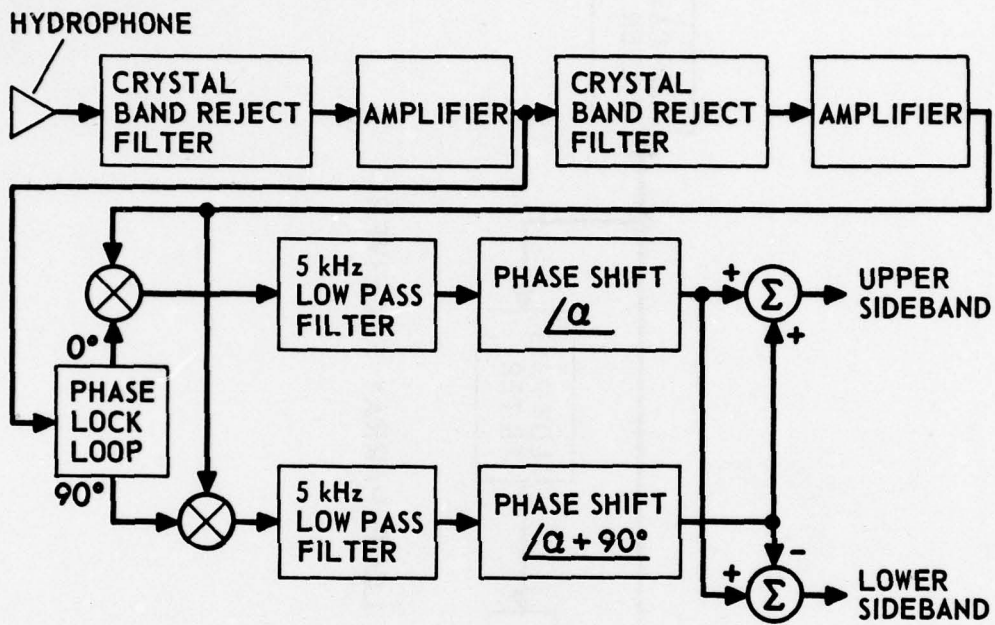 HYDROPHONE
CRYSTAL
BAND REJECT
FILTER
AMPLIFIER
CRYSTAL
BAND REJECT
FILTER
AMPLIFIER
5 kHz
LOW PASS
FILTER
PHASE SHIFT
/α
+
Σ
+
UPPER
SIDEBAND
0°
PHASE
LOCK
LOOP
90°
5 kHz
LOW PASS
FILTER
PHASE SHIFT
/α + 90°
-
+
Σ
LOWER
SIDEBAND